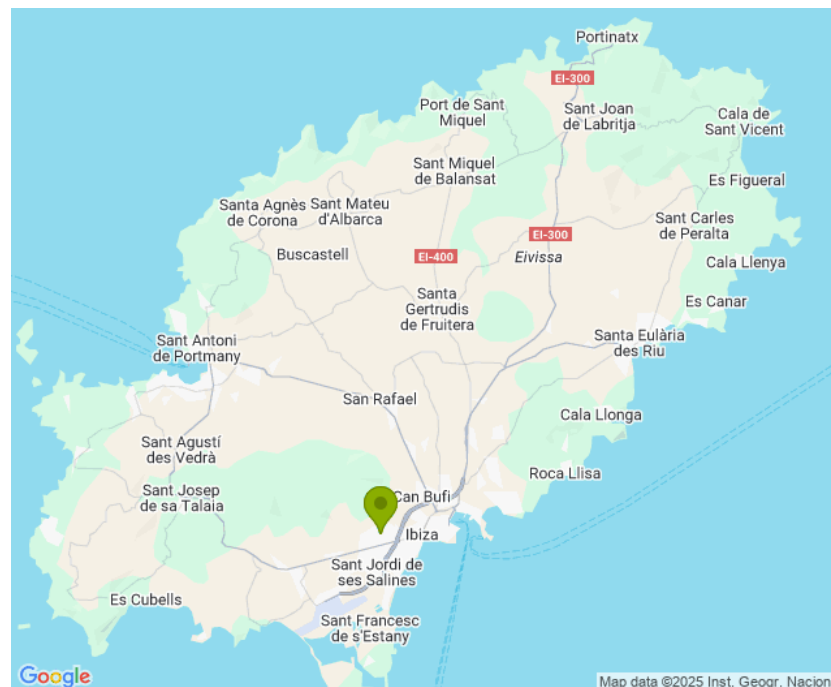 Portinatx
EI-300
Port de Sant
Miquel
Sant Joan
de Labritja
Cala de
Sant Vicent
Sant Miquel
de Balansat
Es Figueral
Santa Agnès
de Corona
Sant Mateu
d'Albarca
Sant Carles
de Peralta
EI-300
Buscastell
EI-400
Eivissa
Cala Llenya
Santa
Gertrudis
de Fruitera
Es Canar
Sant Antoni
de Portmany
Santa Eulària
des Riu
San Rafael
Cala Llonga
Sant Agustí
des Vedrà
Roca Llisa
Sant Josep
de sa Talaia
Can Bufi
Ibiza
Sant Jordi de
ses Salines
Es Cubells
Sant Francesc
de s'Estany
Google
Map data ©2025 Inst. Geogr. Nacion